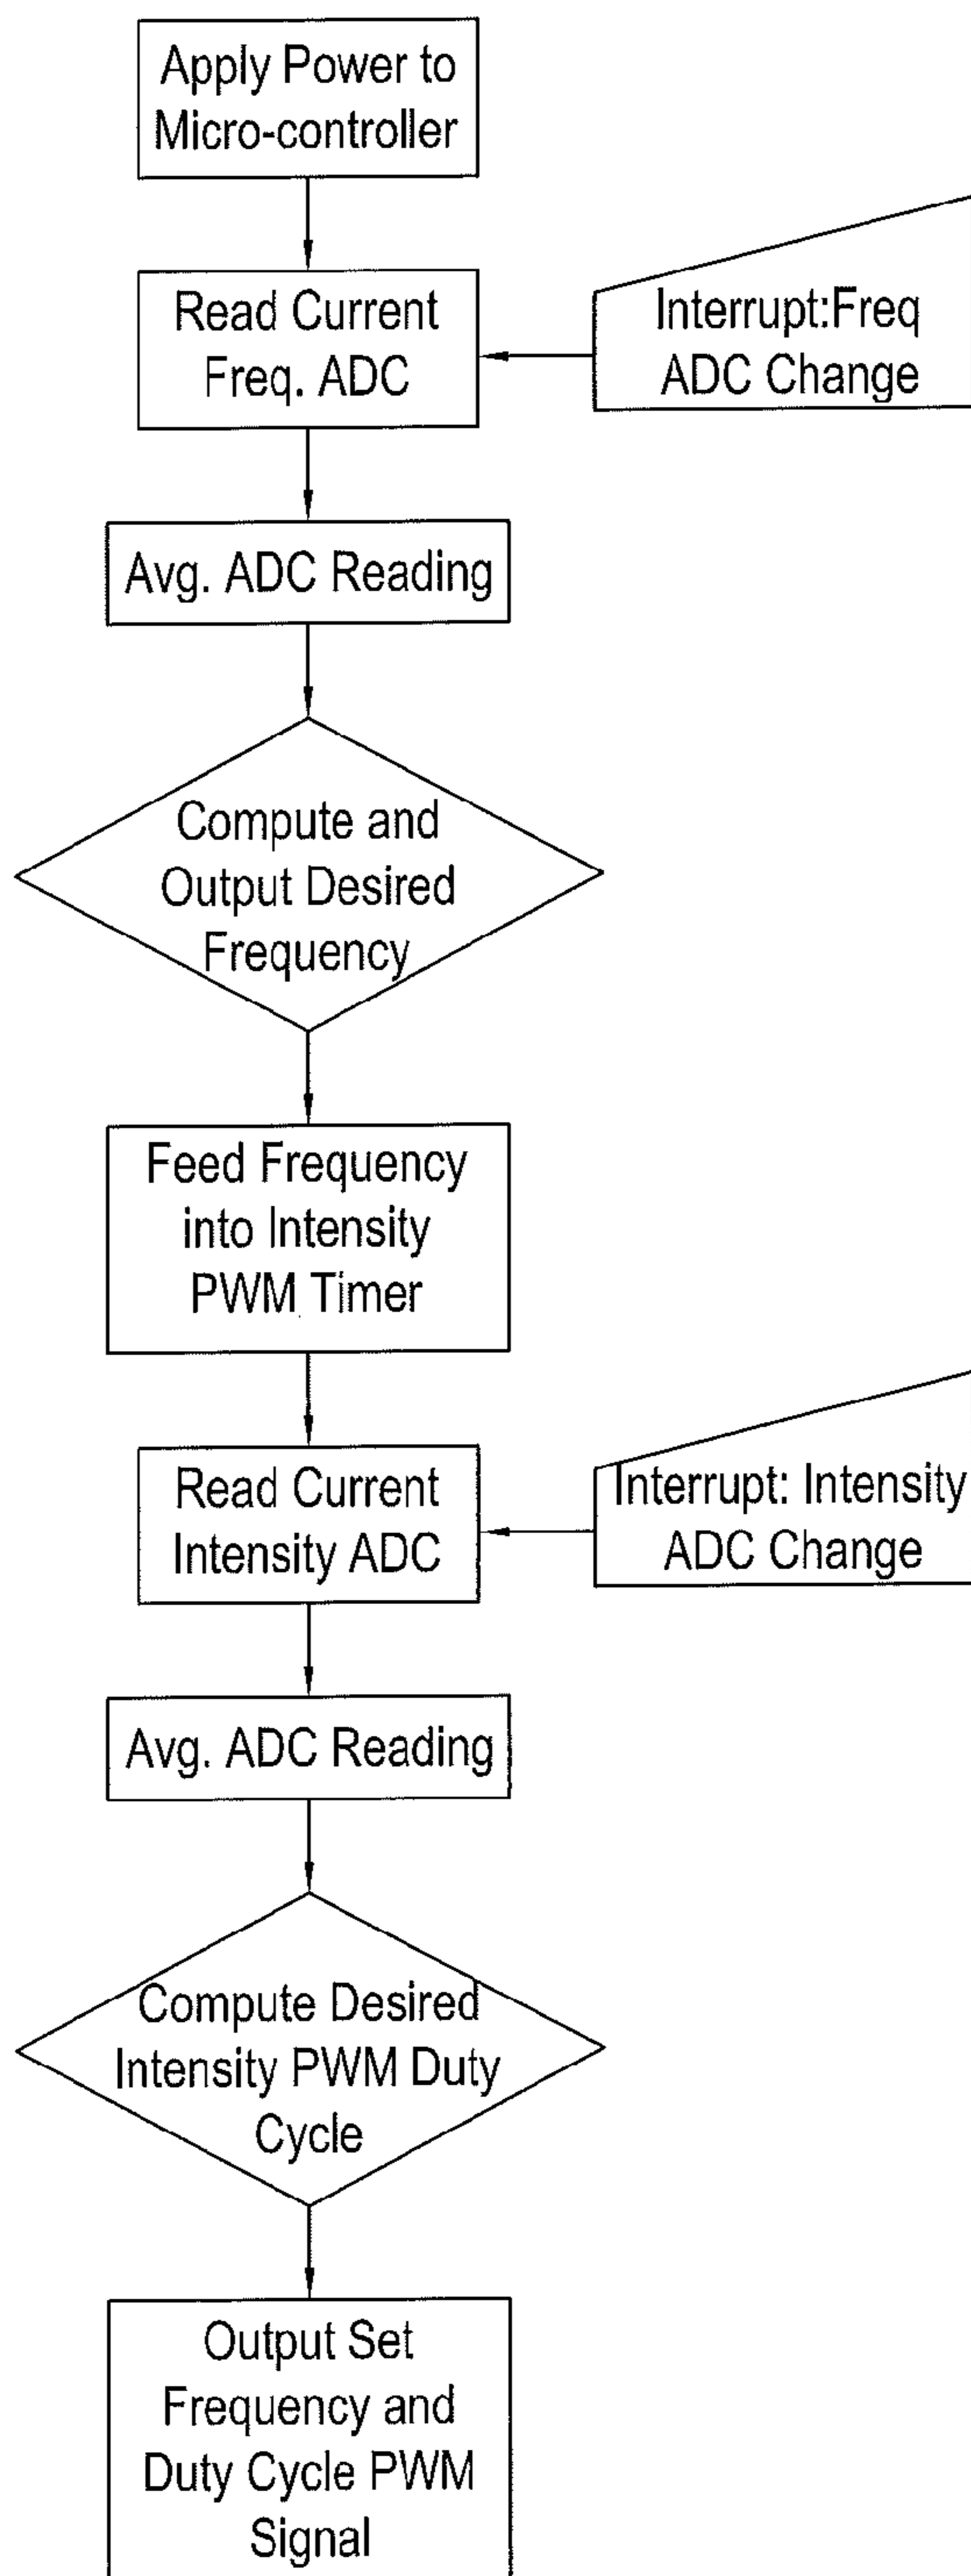 Apply Power to
Micro-controller
Read Current
Freq. ADC
Interrupt:Freq
ADC Change
Avg. ADC Reading
Compute and
Output Desired
Frequency
Feed Frequency
into Intensity
PWM Timer
Read Current
Intensity ADC
Interrupt: Intensity
ADC Change
Avg. ADC Reading
Compute Desired
Intensity PWM Duty
Cycle
Output Set
Frequency and
Duty Cycle PWM
Signal